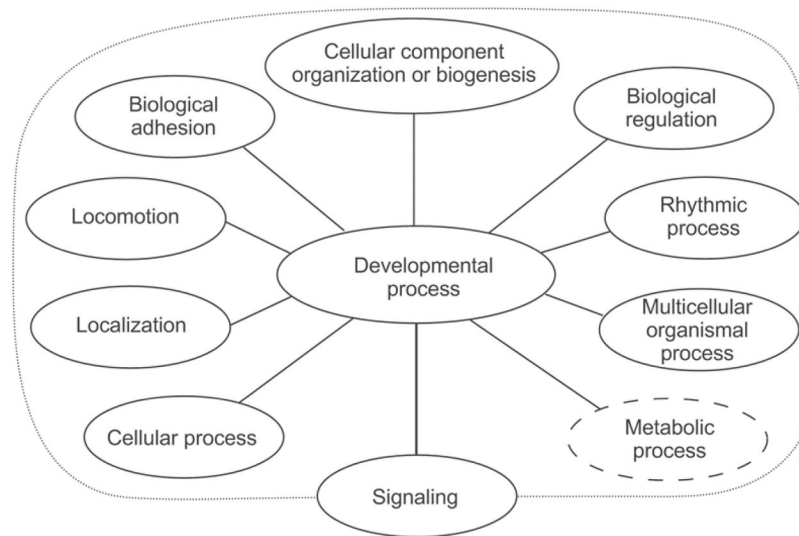 Cellular component
organization or biogenesis
Biological
adhesion
Biological
regulation
Locomotion
Rhythmic
process
Developmental
process
Localization
Multicellular
organismal
process
Cellular process
Metabolic
process
Signaling